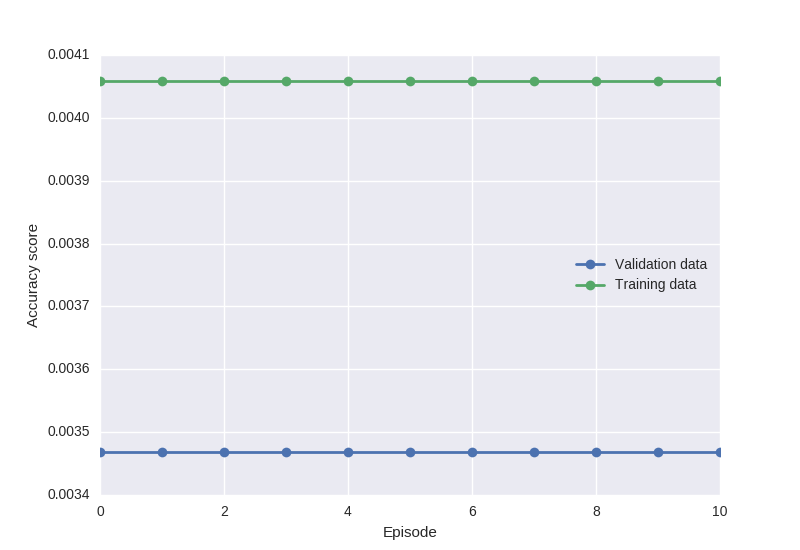 0.0041
0.0040
0.0039
0.0038
0.0037
0.0036
0.0035
0.0034
Accuracy score
Validation data
Training data
0 2 4 6 8 10
Episode